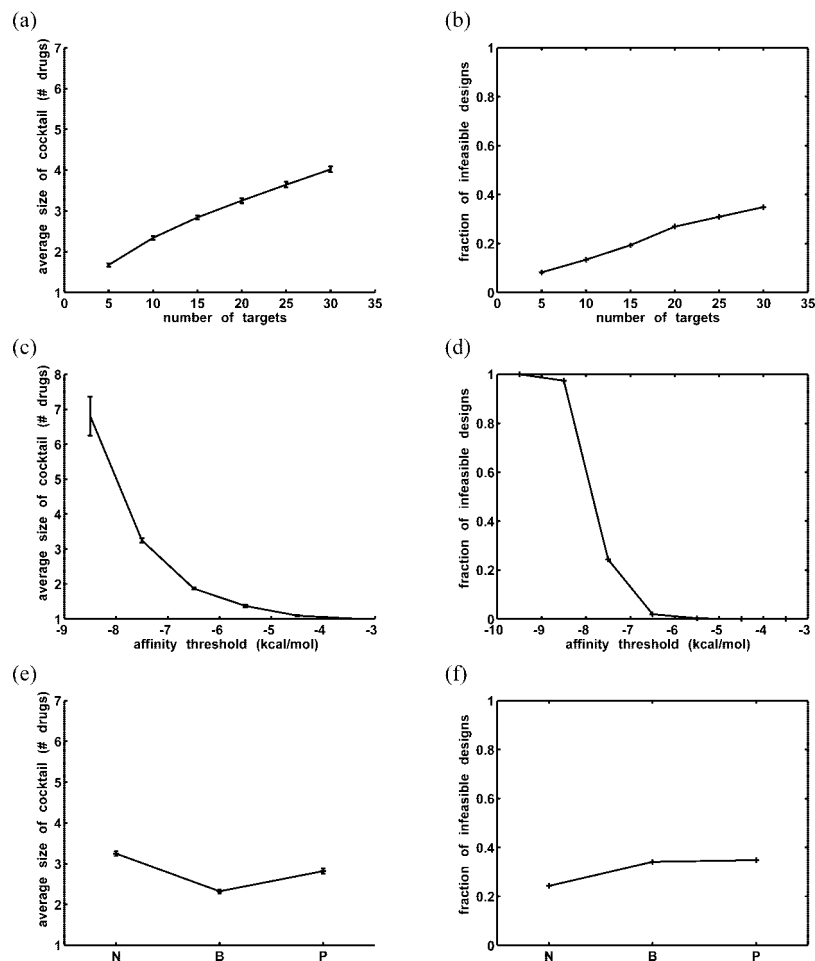 (a)
average size of cocktail (# drugs)
7
6
5
4
3
2
1
0 5 10 15 20 25 30 35
number of targets
(b)
fraction of infeasible designs
1
0.8
0.6
0.4
0.2
0
0 5 10 15 20 25 30 35
number of targets
(c)
average size of cocktail (# drugs)
8
7
6
5
4
3
2
1
-9 -8 -7 -6 -5 -4 -3
affinity threshold (kcal/mol)
(d)
fraction of infeasible designs
1
0.8
0.6
0.4
0.2
0
-10 -9 -8 -7 -6 -5 -4 -3
affinity threshold (kcal/mol)
(e)
average size of cocktail (# drugs)
7
6
5
4
3
2
1
N B P
(f)
fraction of infeasible designs
1
0.8
0.6
0.4
0.2
0
N B P